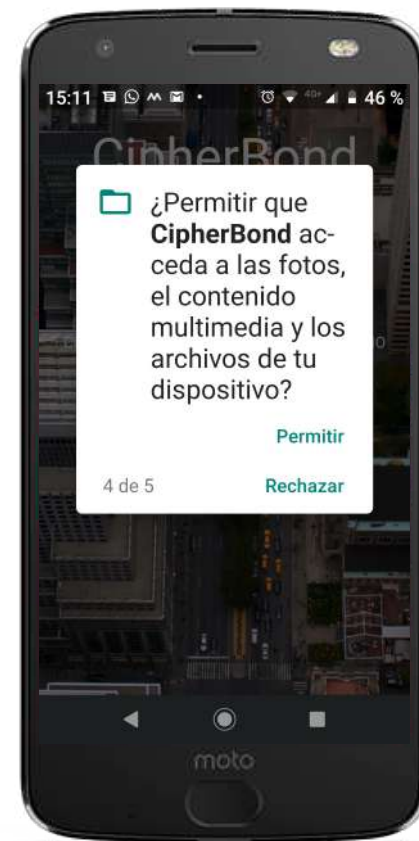 15:11 46 %
CipherBond
¿Permitir que
CipherBond ac-
ceda a las fotos,
el contenido
multimedia y los
archivos de tu
dispositivo?
Permitir
4 de 5 Rechazar
moto